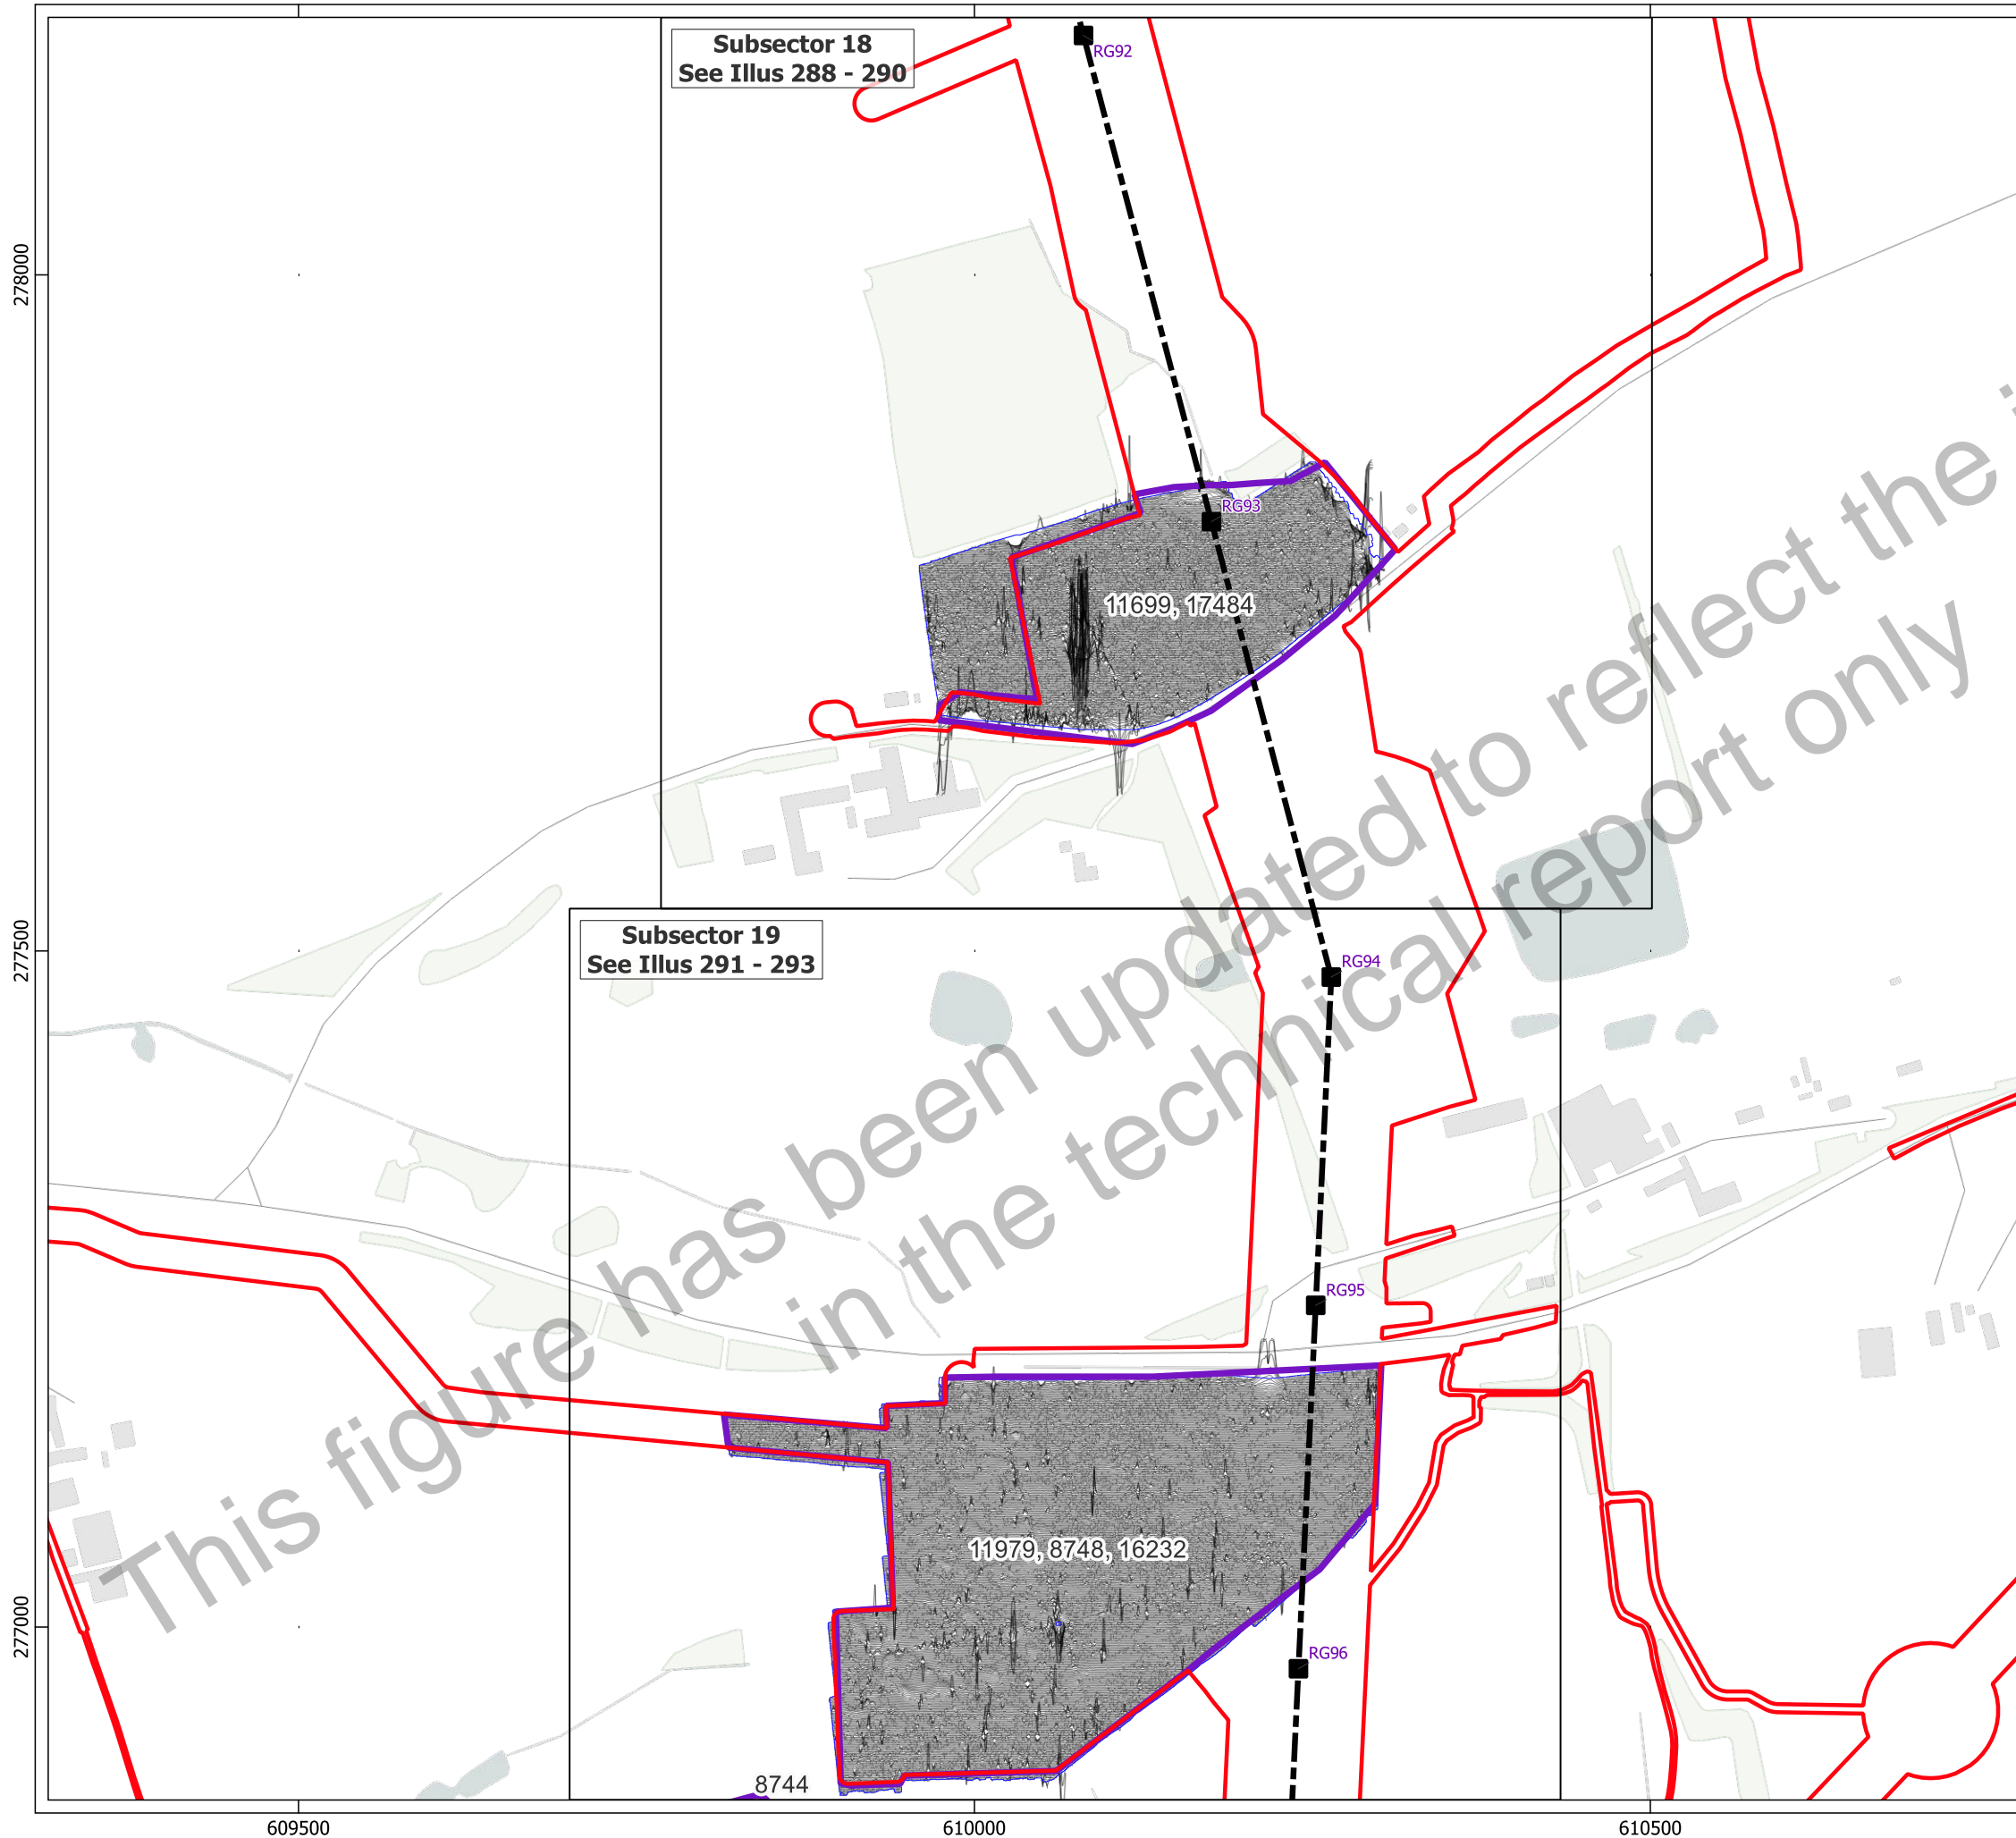 Subsector 18
See Illus 288 - 290
RG92
278000
RG93
11699, 17484
277500
Subsector 19
See Illus 291 - 293
RG94
RG95
11979, 8748, 16232
277000
RG96
8744
609500
610000
610500
This figure has been updated to reflect the
in the technical report only